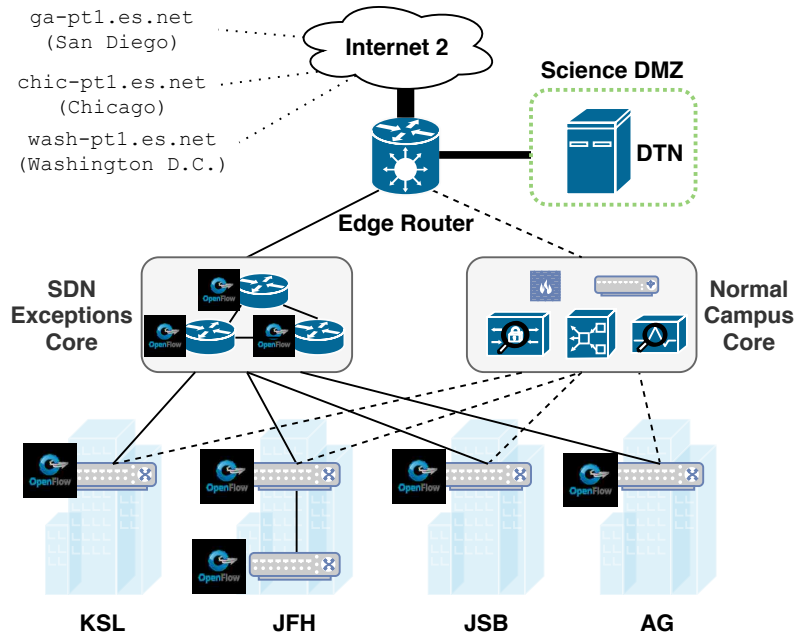 ga-pt1.es.net
(San Diego)
Internet 2
chic-pt1.es.net
(Chicago)
Science DMZ
wash-pt1.es.net
(Washington D.C.)
DTN
Edge Router
SDN
Exceptions
Core
OpenFlow
OpenFlow
OpenFlow
Normal
Campus
Core
OpenFlow
OpenFlow
OpenFlow
OpenFlow
OpenFlow
KSL
JFH
JSB
AG